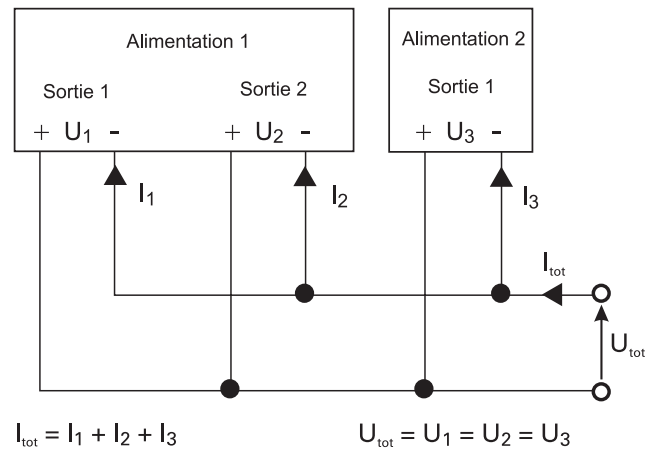 Alimentation 1
Alimentation 2
Sortie 1
Sortie 2
Sortie 1
+ U1 -
+ U2 -
+ U3 -
I1
I2
I3
Itot
Utot
Itot = I1 + I2 + I3
Utot = U1 = U2 = U3